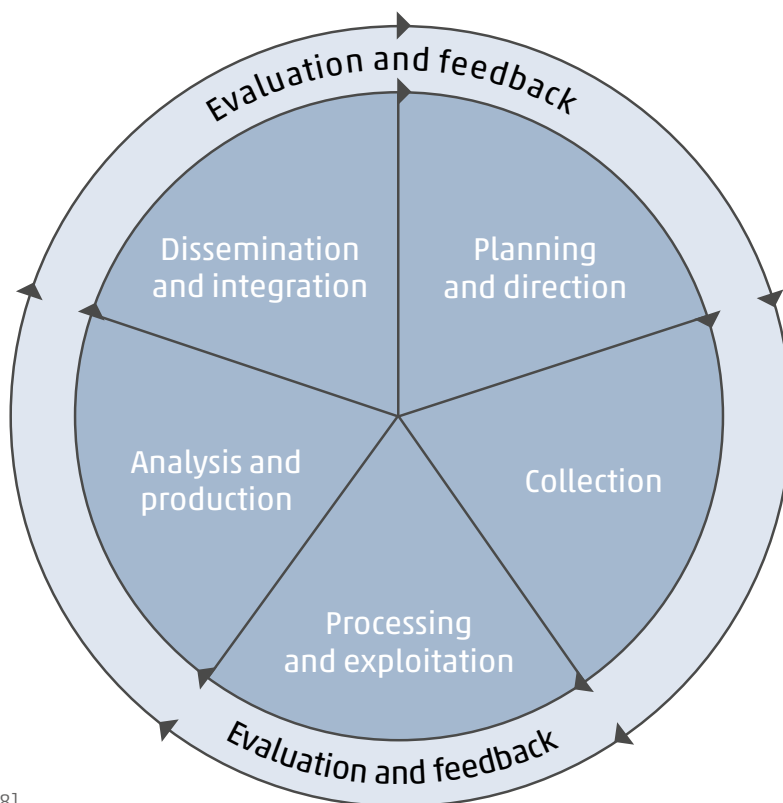 Evaluation and feedback
Dissemination
and integration
Planning
and direction
Analysis and
production
Collection
Processing
and exploitation
Evaluation and feedback
8]